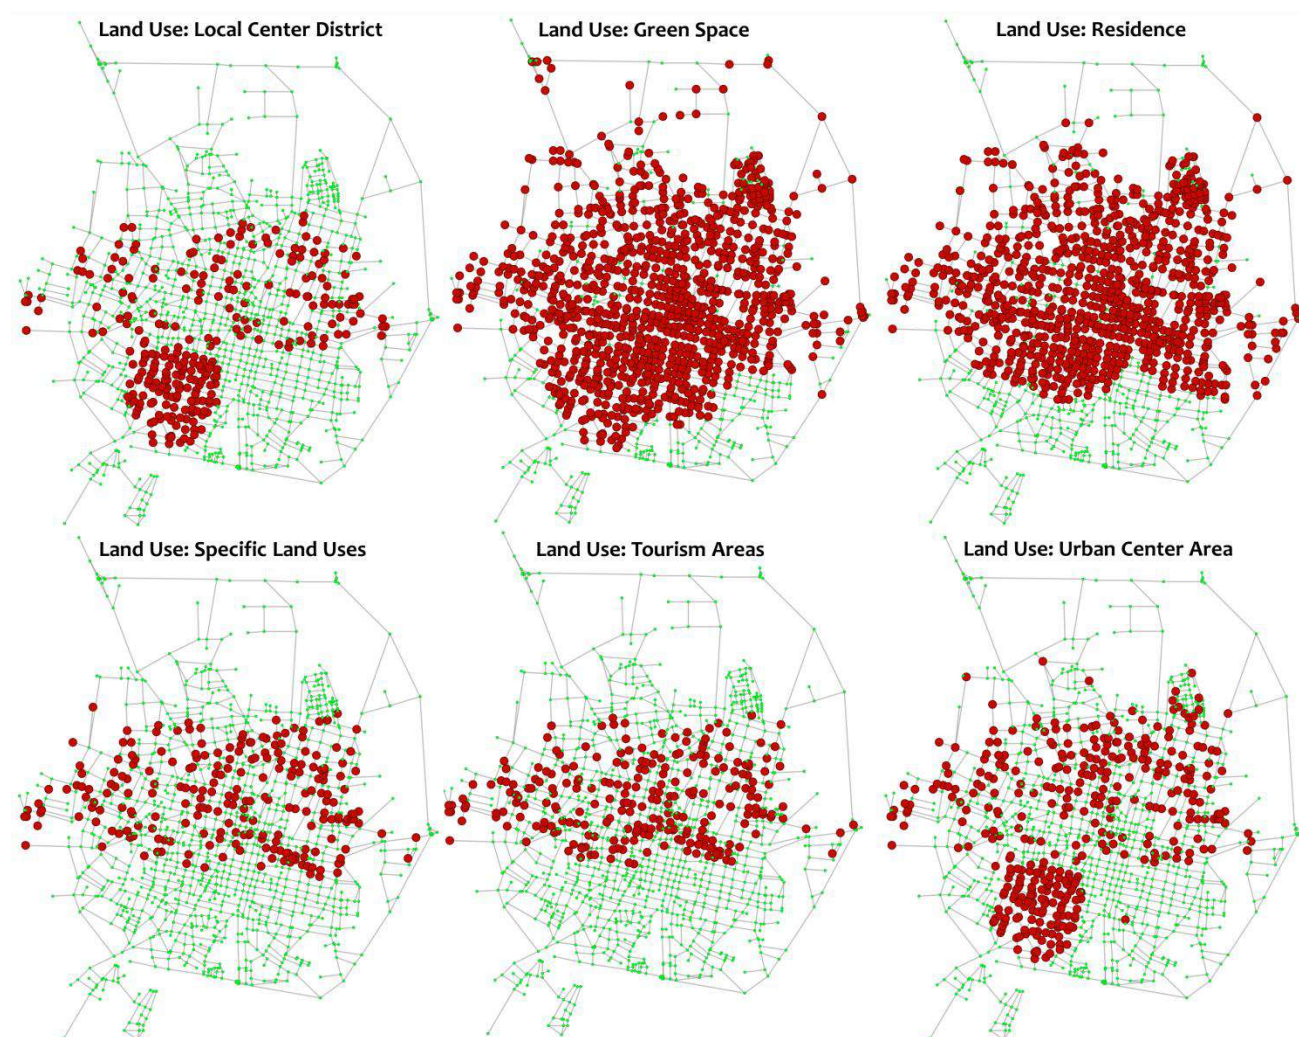 Land Use: Local Center District
Land Use: Green Space
Land Use: Residence
Land Use: Specific Land Uses
Land Use: Tourism Areas
Land Use: Urban Center Area